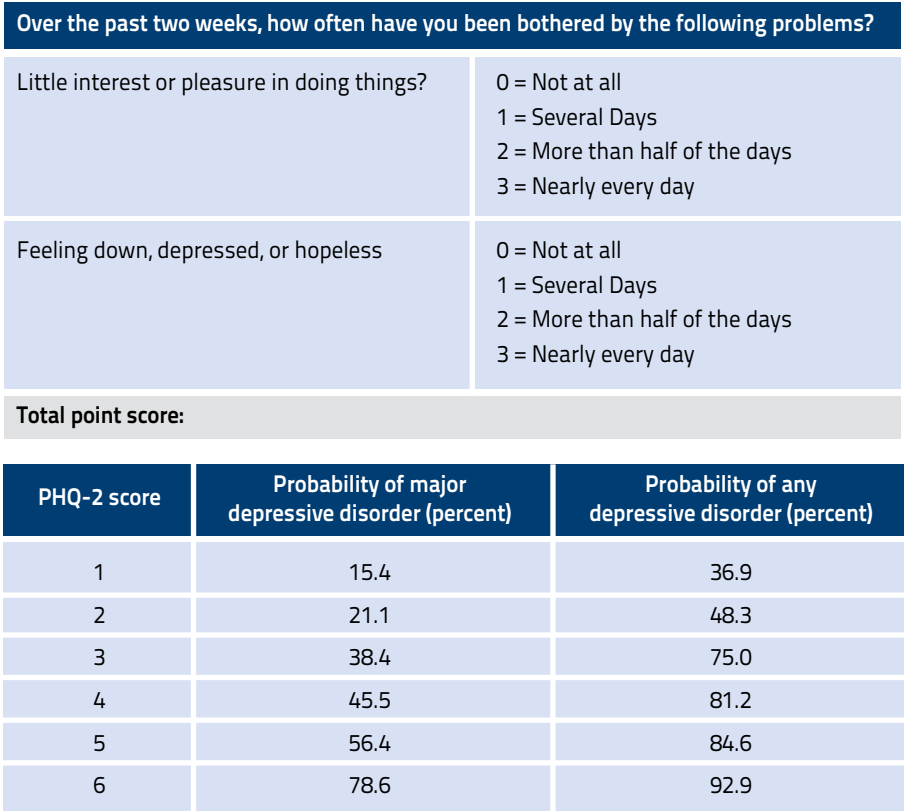 Over the past two weeks, how often have you been bothered by the following problems?
Little interest or pleasure in doing things?
0 = Not at all
1 = Several Days
2 = More than half of the days
3 = Nearly every day
Feeling down, depressed, or hopeless
0 = Not at all
1 = Several Days
2 = More than half of the days
3 = Nearly every day
Total point score:
PHQ-2 score Probability of major depressive disorder (percent) Probability of any depressive disorder (percent)
1 15.4 36.9
2 21.1 48.3
3 38.4 75.0
4 45.5 81.2
5 56.4 84.6
6 78.6 92.9